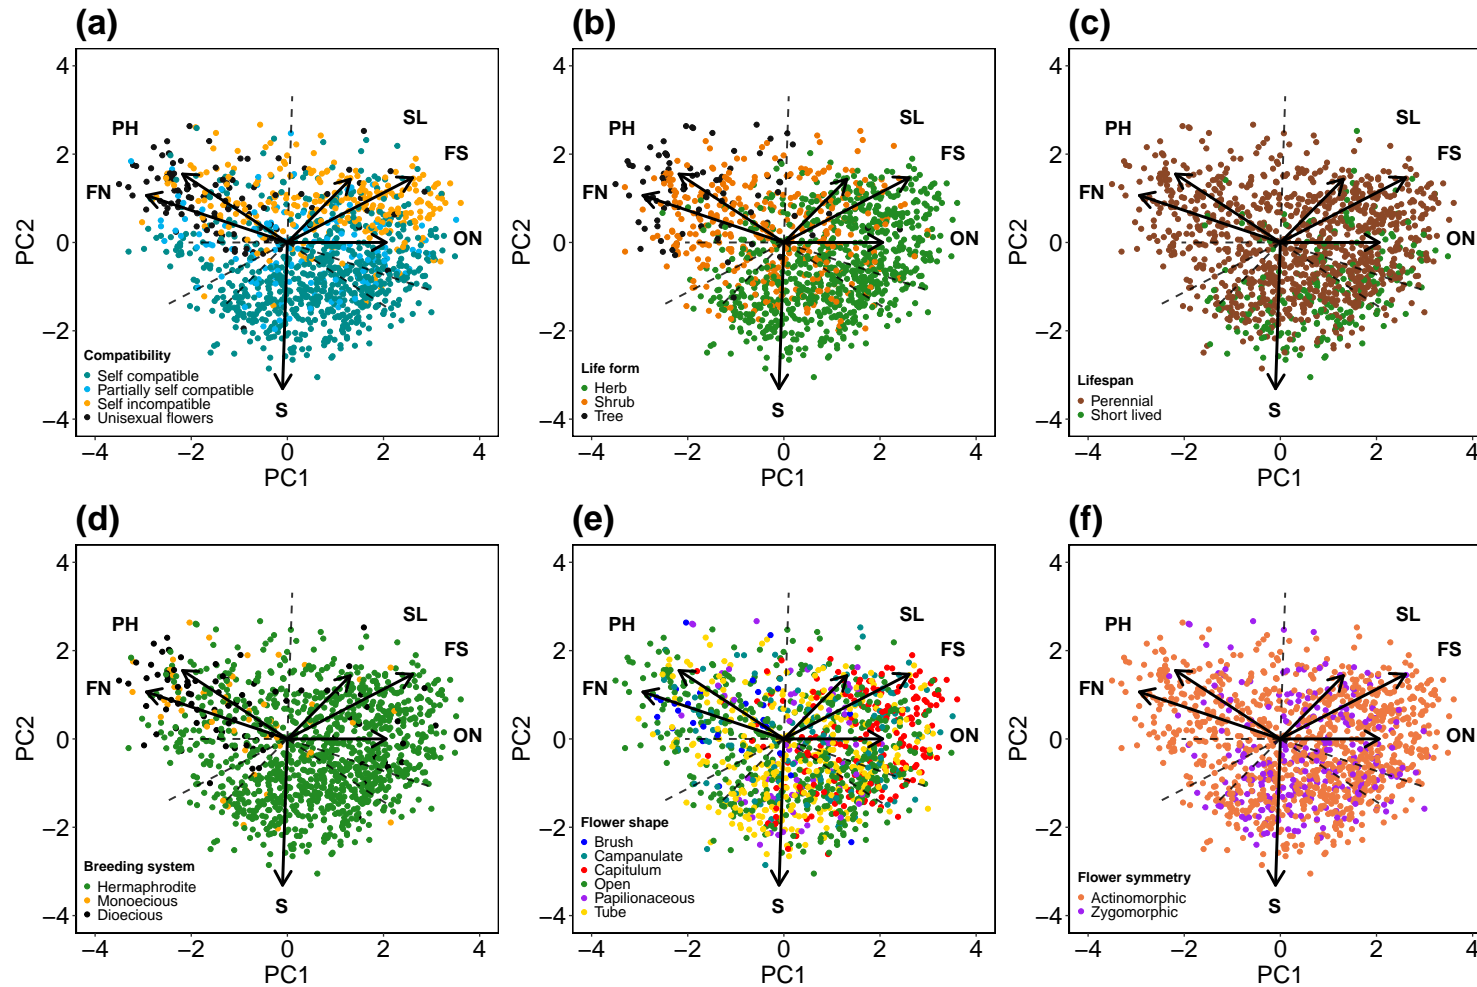 (a)
4
2
0
−2
−4
PC2
PH
SL
FS
FN
ON
S
Compatibility
Self compatible
Partially self compatible
Self incompatible
Unisexual flowers
−4 −2 0 2 4
PC1
(b)
4
2
0
−2
−4
PC2
PH
SL
FS
FN
ON
S
Life form
Herb
Shrub
Tree
−4 −2 0 2 4
PC1
(c)
4
2
0
−2
−4
PC2
PH
SL
FS
FN
ON
S
Lifespan
Perennial
Short lived
−4 −2 0 2 4
PC1
(d)
4
2
0
−2
−4
PC2
PH
SL
FS
FN
ON
S
Breeding system
Hermaphrodite
Monoecious
Dioecious
−4 −2 0 2 4
PC1
(e)
4
2
0
−2
−4
PC2
PH
SL
FS
FN
ON
S
Flower shape
Brush
Campanulate
Capitulum
Open
Papilionaceous
Tube
−4 −2 0 2 4
PC1
(f)
4
2
0
−2
−4
PC2
PH
SL
FS
FN
ON
S
Flower symmetry
Actinomorphic
Zygomorphic
−4 −2 0 2 4
PC1